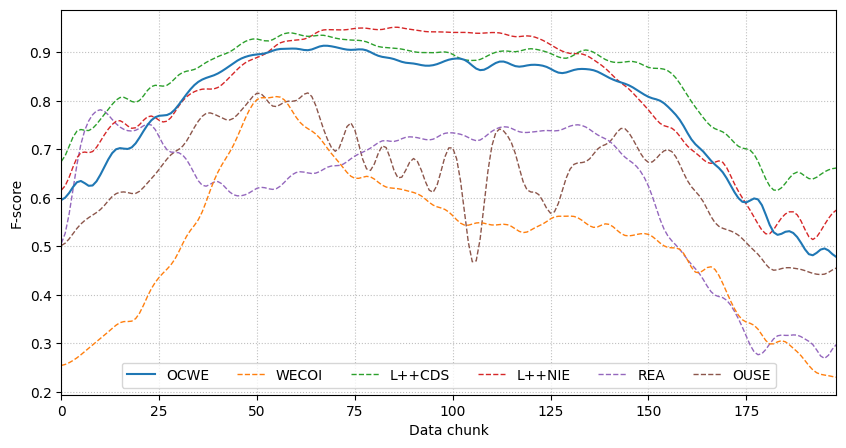 F-score
0.9
0.8
0.7
0.6
0.5
0.4
0.3
0.2
OCWE WECOI L++CDS L++NIE REA OUSE
0 25 50 75 100 125 150 175
Data chunk